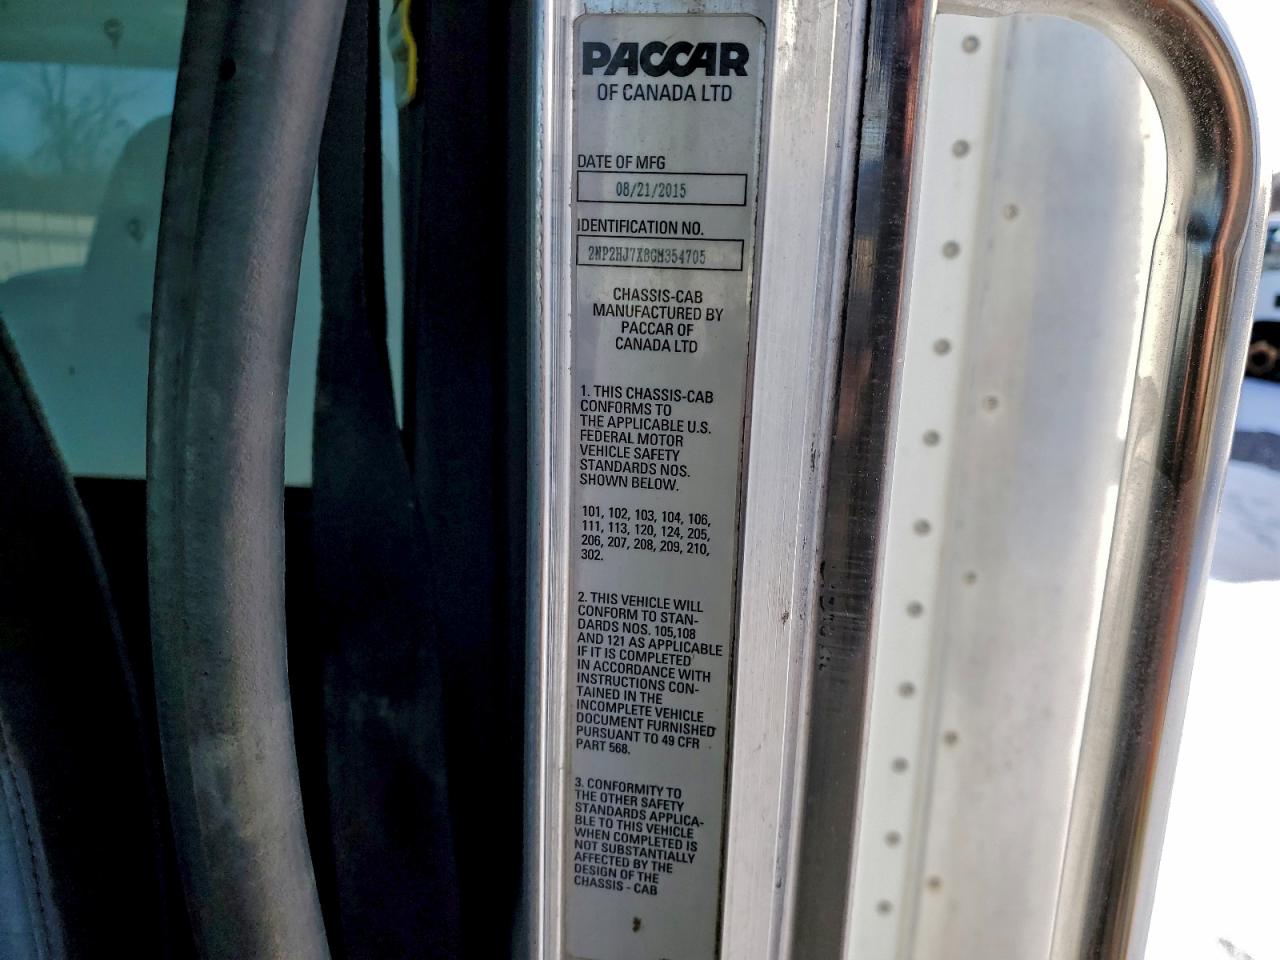 PACCAR
OF CANADA LTD
DATE OF MFG
08/21/2015
IDENTIFICATION NO.
2NP2HJ7X8GM354705
CHASSIS-CAB
MANUFACTURED BY
PACCAR OF
CANADA LTD
1. THIS CHASSIS-CAB
CONFORMS TO
THE APPLICABLE U.S.
FEDERAL MOTOR
VEHICLE SAFETY
STANDARDS NOS.
SHOWN BELOW.
101, 102, 103, 104, 106,
111, 113, 120, 124, 205,
206, 207, 208, 209, 210,
302.
2. THIS VEHICLE WILL
CONFORM TO STAN-
DARDS NOS. 105,108
AND 121 AS APPLICABLE
IF IT IS COMPLETED
IN ACCORDANCE WITH
INSTRUCTIONS CON-
TAINED IN THE
INCOMPLETE VEHICLE
DOCUMENT FURNISHED
PURSUANT TO 49 CFR
PART 568.
3. CONFORMITY TO
THE OTHER SAFETY
STANDARDS APPLICA-
BLE TO THIS VEHICLE
WHEN COMPLETED IS
NOT SUBSTANTIALLY
AFFECTED BY THE
DESIGN OF THE
CHASSIS - CAB